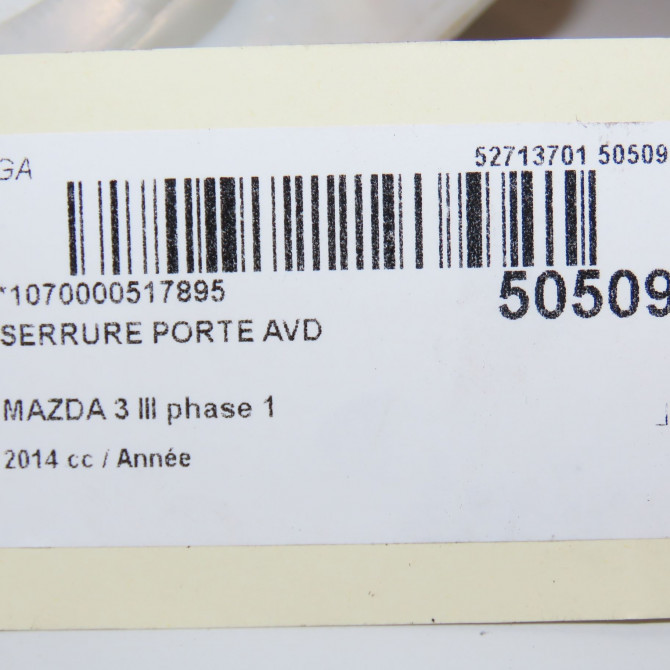 GA
52713701 50509
*1070000517895
50509
SERRURE PORTE AVD
MAZDA 3 III phase 1
2014 cc / Année